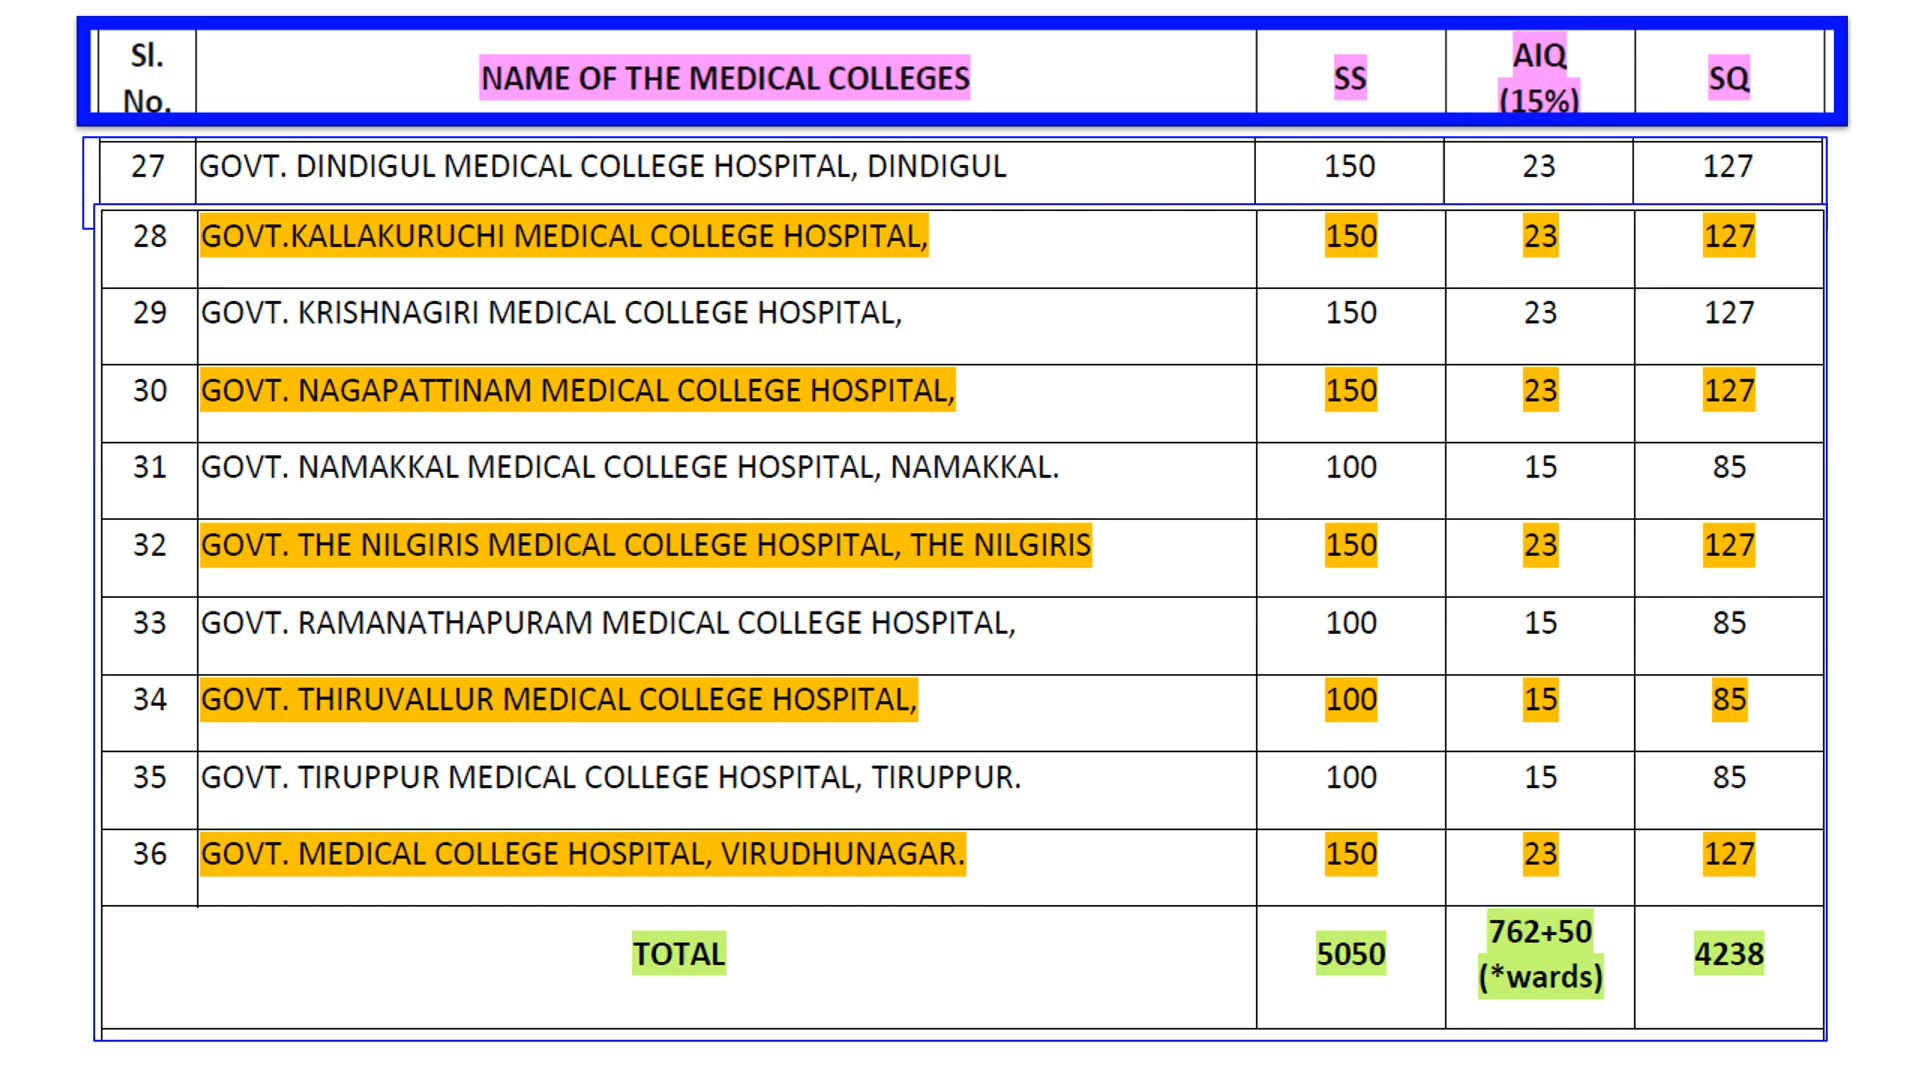 Sl. No. NAME OF THE MEDICAL COLLEGES SS AIQ (15%) SQ
27 GOVT. DINDIGUL MEDICAL COLLEGE HOSPITAL, DINDIGUL 150 23 127
28 GOVT.KALLAKURUCHI MEDICAL COLLEGE HOSPITAL, 150 23 127
29 GOVT. KRISHNAGIRI MEDICAL COLLEGE HOSPITAL, 150 23 127
30 GOVT. NAGAPATTINAM MEDICAL COLLEGE HOSPITAL, 150 23 127
31 GOVT. NAMAKKAL MEDICAL COLLEGE HOSPITAL, NAMAKKAL. 100 15 85
32 GOVT. THE NILGIRIS MEDICAL COLLEGE HOSPITAL, THE NILGIRIS 150 23 127
33 GOVT. RAMANATHAPURAM MEDICAL COLLEGE HOSPITAL, 100 15 85
34 GOVT. THIRUVALLUR MEDICAL COLLEGE HOSPITAL, 100 15 85
35 GOVT. TIRUPPUR MEDICAL COLLEGE HOSPITAL, TIRUPPUR. 100 15 85
36 GOVT. MEDICAL COLLEGE HOSPITAL, VIRUDHUNAGAR. 150 23 127
TOTAL 5050 762+50 (*wards) 4238